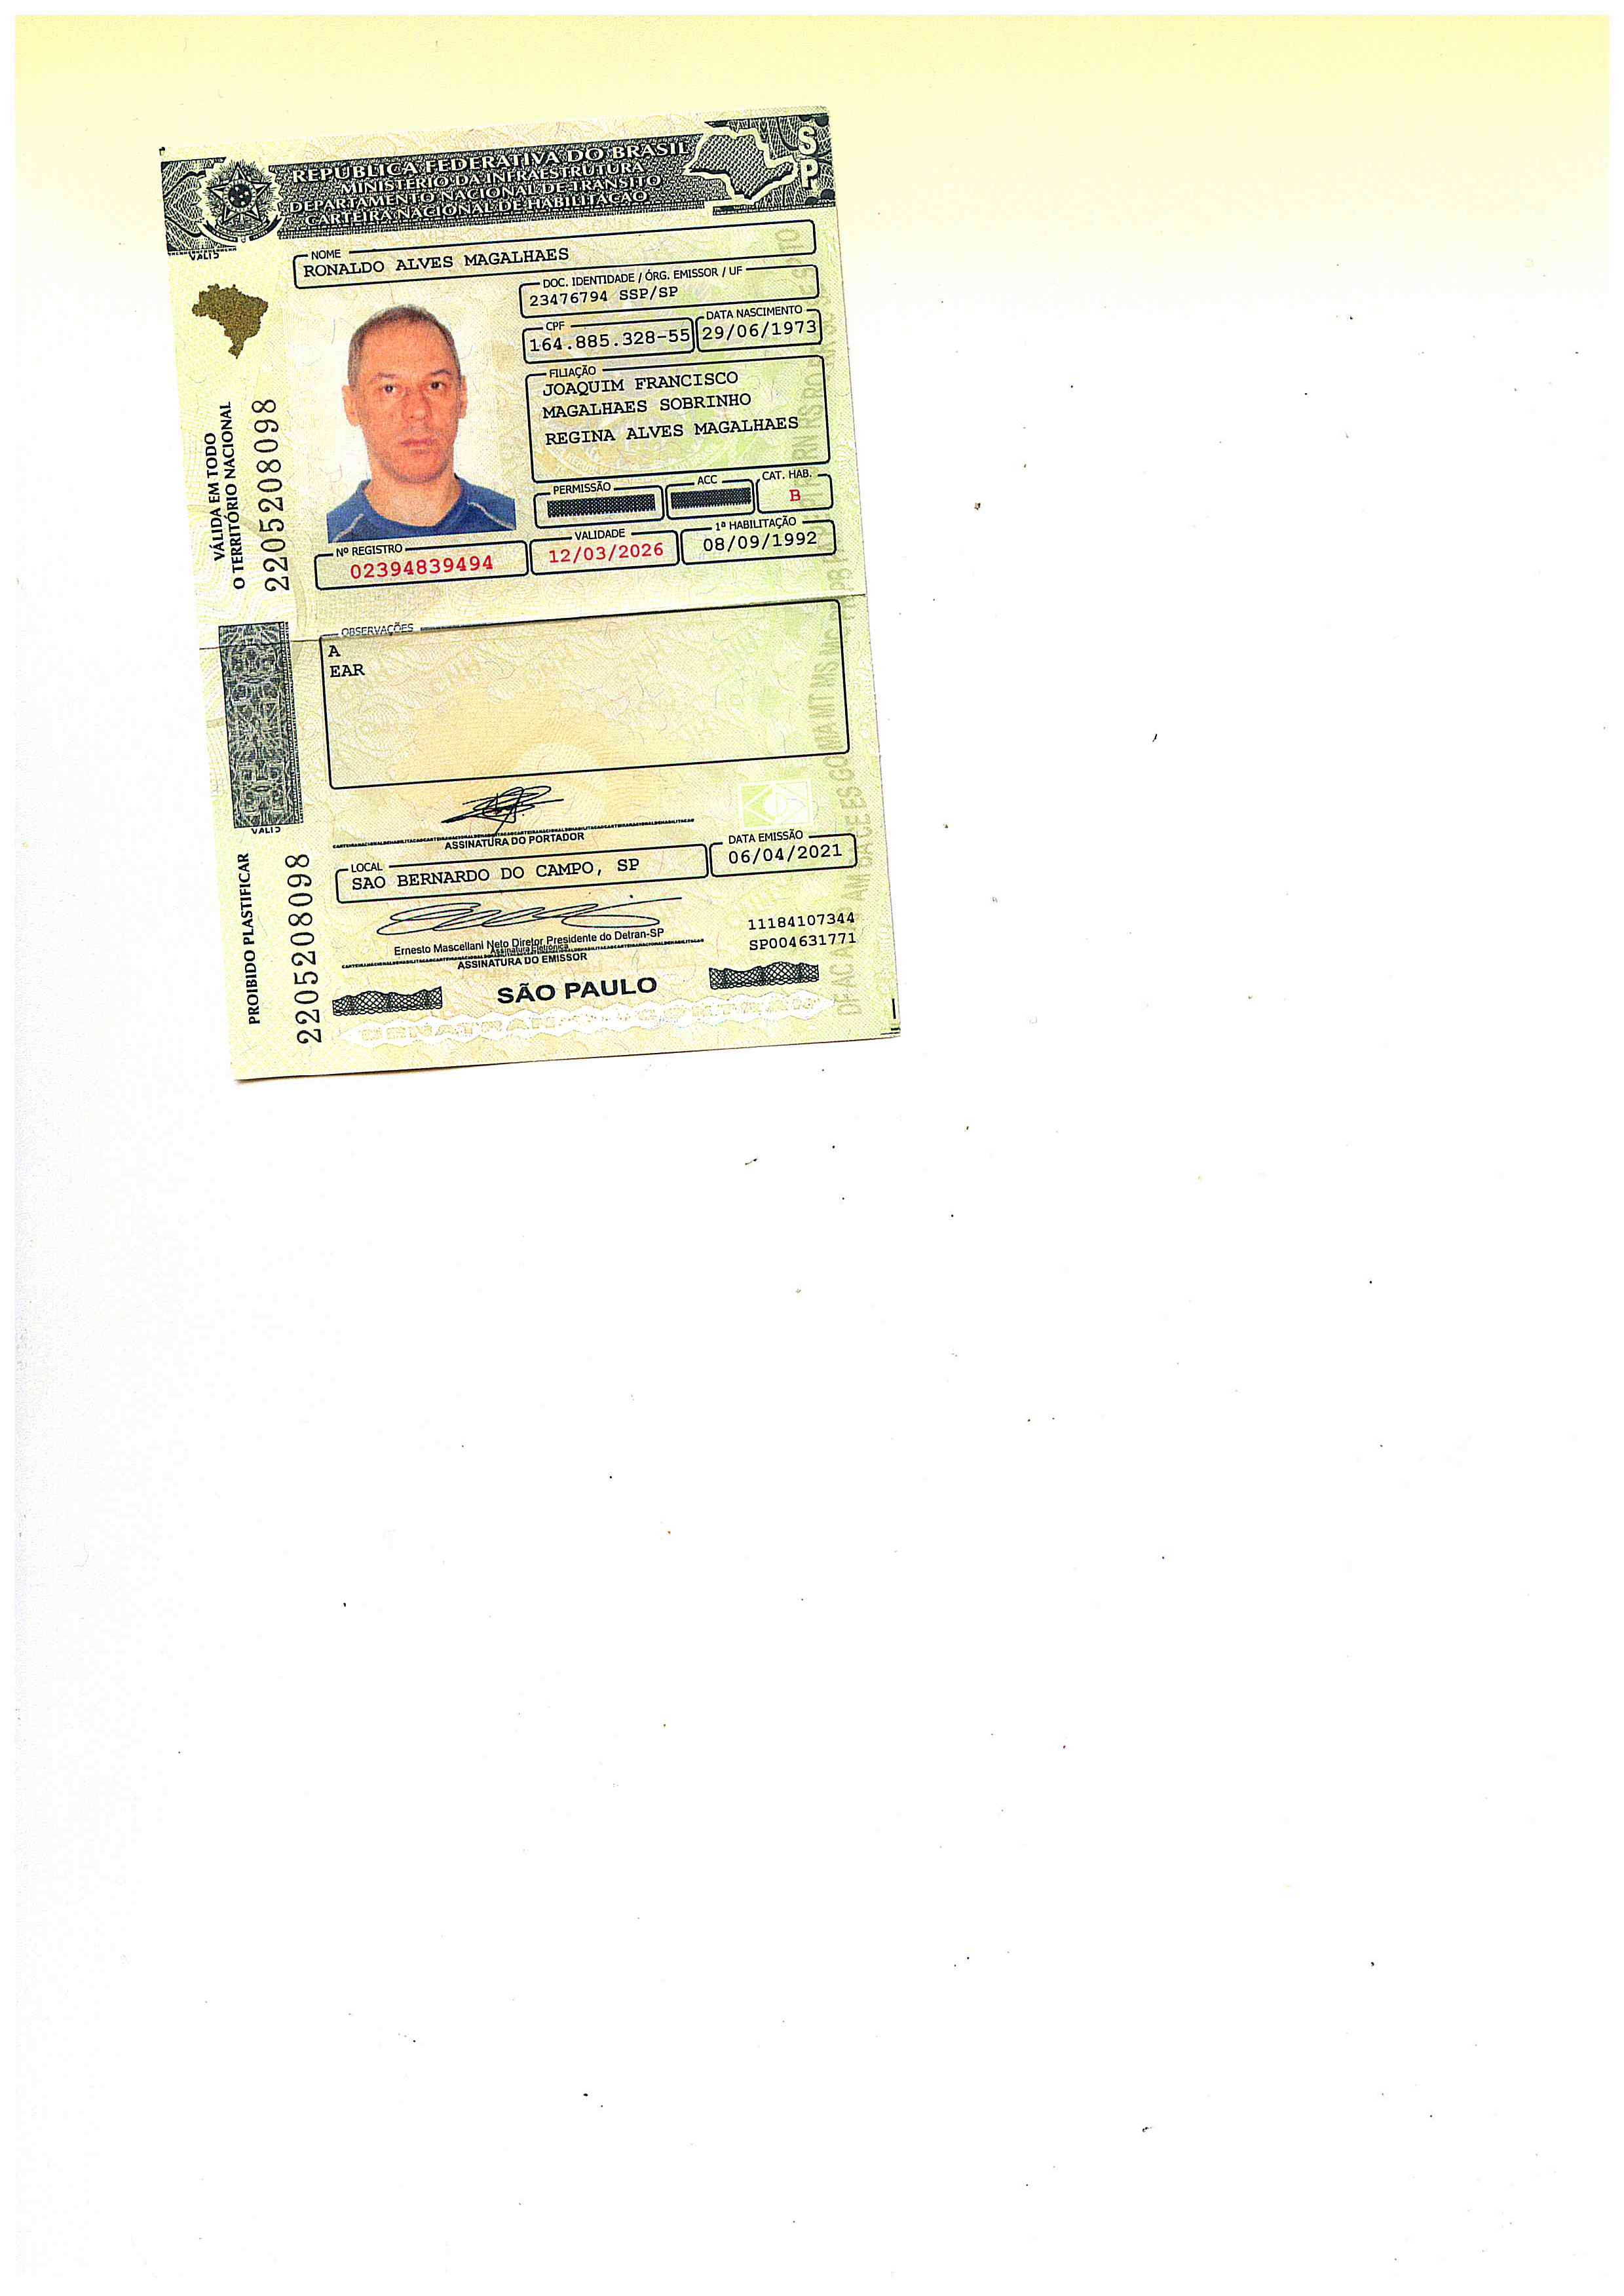 REPÚBLICA FEDERATIVA DO BRASIL
MINISTÉRIO DA INFRAESTRUTURA
DEPARTAMENTO NACIONAL DE TRÂNSITO
CARTEIRA NACIONAL DE HABILITAÇÃO
SP
NOME
RONALDO ALVES MAGALHAES
DOC. IDENTIDADE / ÓRG. EMISSOR / UF
23476794 SSP/SP
CPF
164.885.328-55
DATA NASCIMENTO
29/06/1973
FILIAÇÃO
JOAQUIM FRANCISCO
MAGALHAES SOBRINHO
REGINA ALVES MAGALHAES
PERMISSÃO
ACC
CAT. HAB.
B
Nº REGISTRO
02394839494
VALIDADE
12/03/2026
1ª HABILITAÇÃO
08/09/1992
VÁLIDA EM TODO
O TERRITÓRIO NACIONAL
2205208098
OBSERVAÇÕES
A
EAR
ASSINATURA DO PORTADOR
LOCAL
SAO BERNARDO DO CAMPO, SP
DATA EMISSÃO
06/04/2021
Ernesto Mascellani Neto Diretor Presidente do Detran-SP
Assinatura Eletrônica
ASSINATURA DO EMISSOR
11184107344
SP004631771
SÃO PAULO
PROIBIDO PLASTIFICAR
2205208098